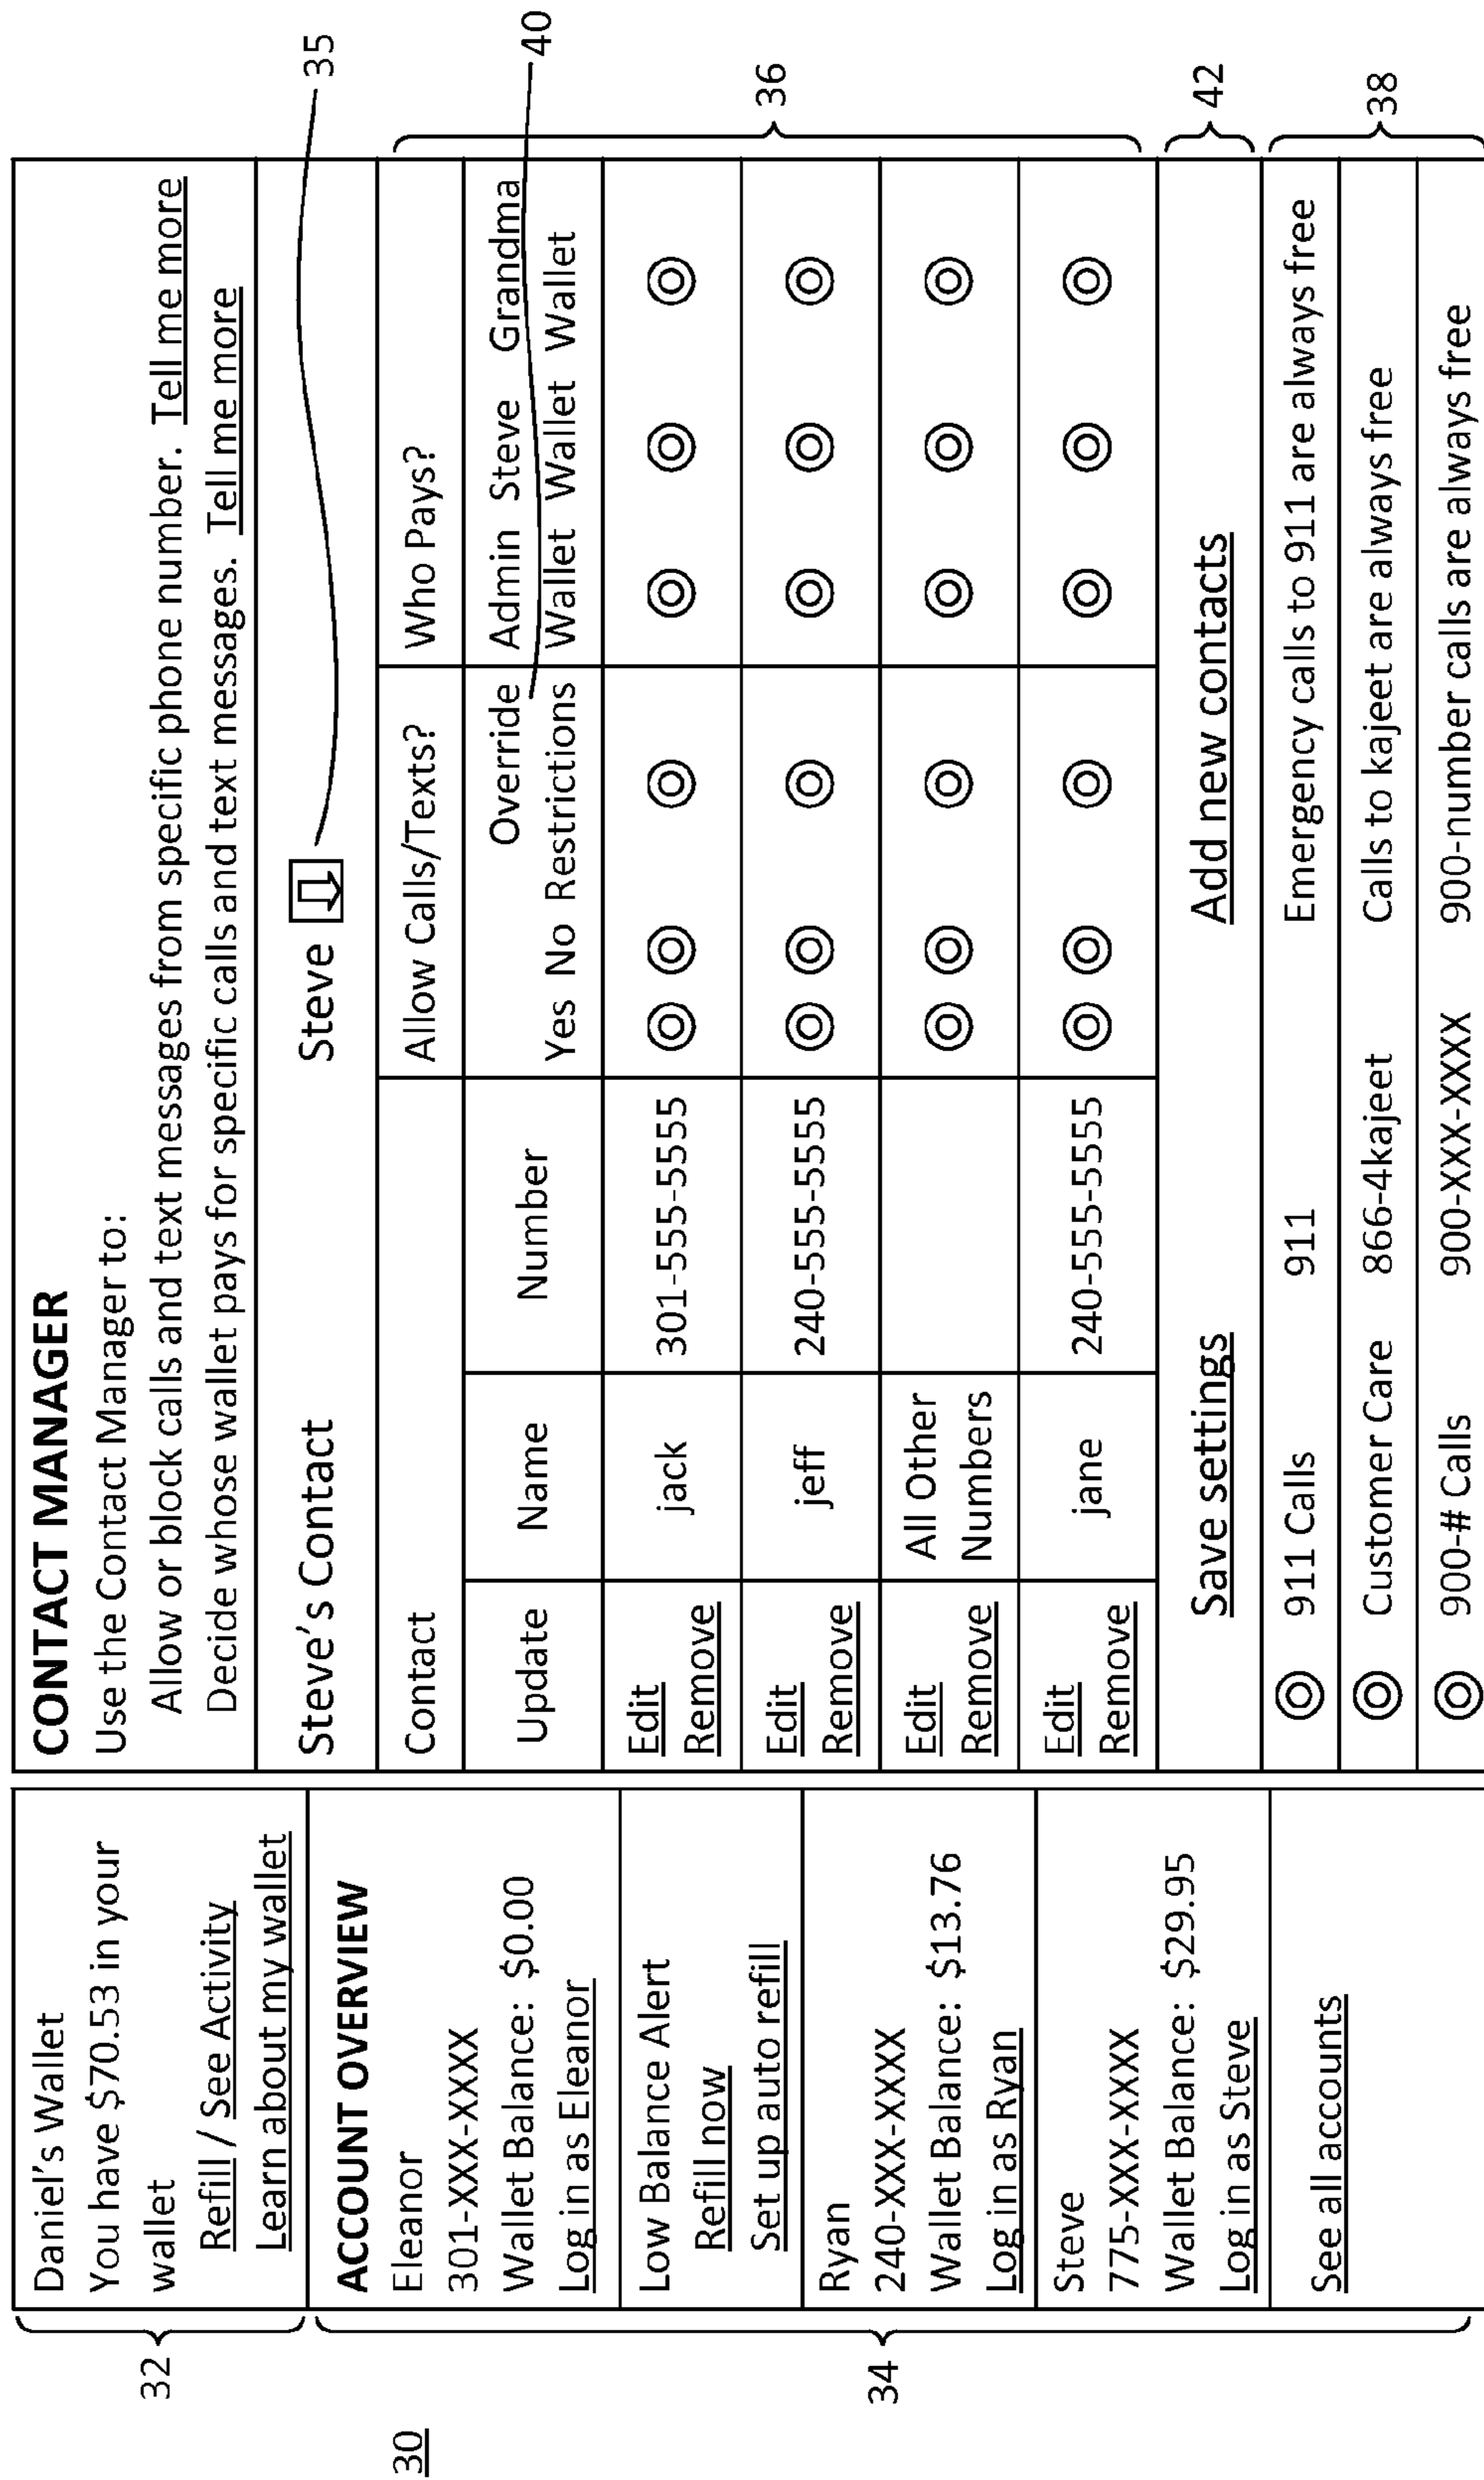 30
32
Daniel's Wallet
You have $70.53 in your
wallet
Refill / See Activity
Learn about my wallet
34
ACCOUNT OVERVIEW
Eleanor
301-XXX-XXXX
Wallet Balance: $0.00
Log in as Eleanor
Low Balance Alert
Refill now
Set up auto refill
Ryan
240-XXX-XXXX
Wallet Balance: $13.76
Log in as Ryan
Steve
775-XXX-XXXX
Wallet Balance: $29.95
Log in as Steve
See all accounts
CONTACT MANAGER
Use the Contact Manager to:
Allow or block calls and text messages from specific phone number. Tell me more
Decide whose wallet pays for specific calls and text messages. Tell me more
Steve's Contact Steve
35
Contact Allow Calls/Texts? Who Pays?
Override Admin Steve Grandma
Update Name Number Yes No Restrictions Wallet Wallet Wallet
40
Edit
Remove jack 301-555-5555
Edit
Remove jeff 240-555-5555
Edit All Other
Remove Numbers
Edit
Remove jane 240-555-5555
36
Save settings Add new contacts
42
911 Calls 911 Emergency calls to 911 are always free
Customer Care 866-4kajeet Calls to kajeet are always free
900-# Calls 900-XXX-XXXX 900-number calls are always free
38